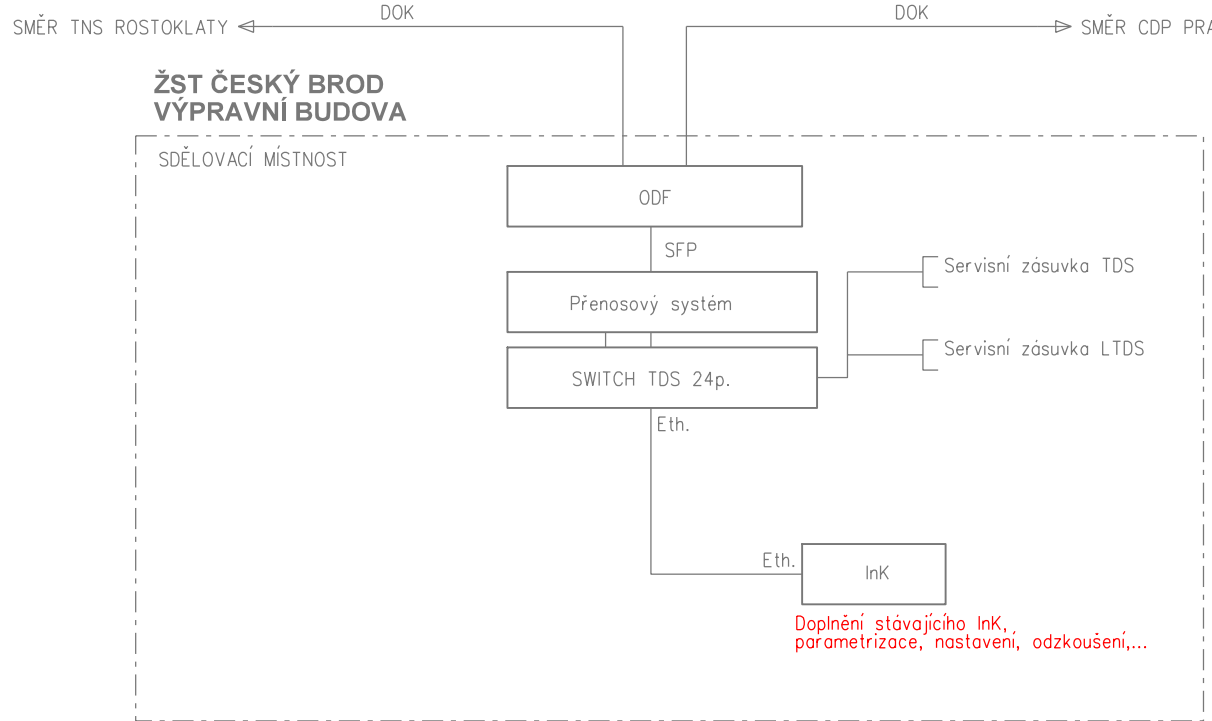 DOK
DOK
SMĚR TNS ROSTOKLATY
SMĚR CDP
ŽST ČESKÝ BROD
VÝPRAVNÍ BUDOVA
SDĚLOVACÍ MÍSTNOST
ODF
SFP
Servisní zásuvka TDS
Přenosový systém
Servisní zásuvka LTDS
SWITCH TDS 24p.
Eth.
Eth.
InK
Doplnění stávajícího InK,
parametrizace, nastavení, odzkoušení,...